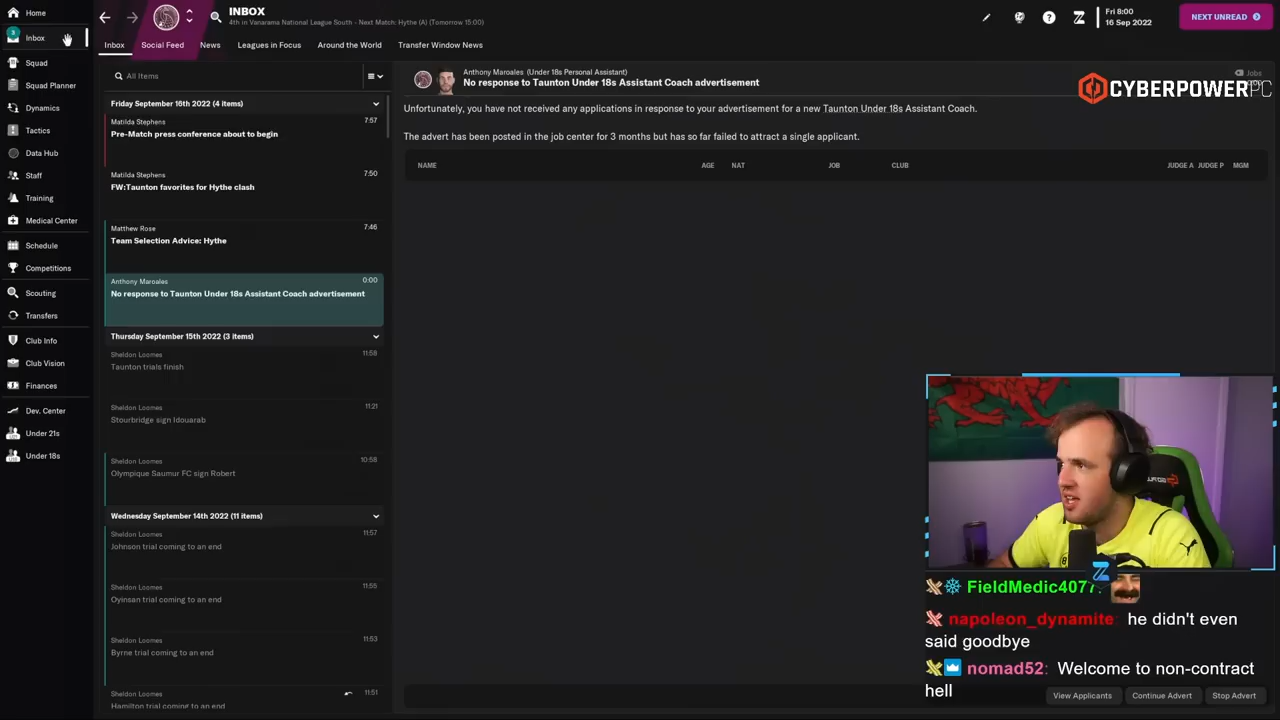 Home
Inbox
3
Squad
Squad Planner
Dynamics
Tactics
Data Hub
Staff
Training
Medical Center
Schedule
Competitions
Scouting
Transfers
Club Info
Club Vision
Finances
Dev. Center
Under 21s
Under 18s
INBOX
4th in Vanarama National League South - Next Match: Hythe (A) (Tomorrow 15:00)
Fri 8:00
16 Sep 2022
NEXT UNREAD
Inbox
Social Feed
News
Leagues in Focus
Around the World
Transfer Window News
All Items
Friday September 16th 2022 (4 items)
Matilda Stephens 7:57
Pre-Match press conference about to begin
Matilda Stephens 7:50
FW:Taunton favorites for Hythe clash
Matthew Rose 7:46
Team Selection Advice: Hythe
Anthony Maroales 0:00
No response to Taunton Under 18s Assistant Coach advertisement
Thursday September 15th 2022 (3 items)
Sheldon Loomes 11:58
Taunton trials finish
Sheldon Loomes 11:21
Stourbridge sign Idouarab
Sheldon Loomes 10:58
Olympique Saumur FC sign Robert
Wednesday September 14th 2022 (11 items)
Sheldon Loomes 11:57
Johnson trial coming to an end
Sheldon Loomes 11:55
Oyinsan trial coming to an end
Sheldon Loomes 11:53
Byrne trial coming to an end
Sheldon Loomes 11:51
Hamilton trial coming to an end
Anthony Maroales (Under 18s Personal Assistant)
No response to Taunton Under 18s Assistant Coach advertisement
Jobs
CYBERPOWERPC
Unfortunately, you have not received any applications in response to your advertisement for a new Taunton Under 18s Assistant Coach.
The advert has been posted in the job center for 3 months but has so far failed to attract a single applicant.
NAME AGE NAT JOB CLUB JUDGE A JUDGE P MGM
FieldMedic4077:
napoleon_dynamite: he didn't even
said goodbye
nomad52: Welcome to non-contract
hell
View Applicants
Continue Advert
Stop Advert